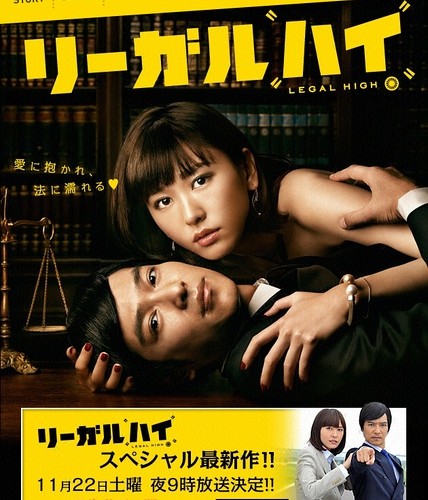 STORY
リーガル"ハイ"
LEGAL HIGH
愛に抱かれ、
法に濡れる♥
リーガル"ハイ"
LEGAL HIGH
スペシャル最新作!!
11月22日土曜 夜9時放送決定!!